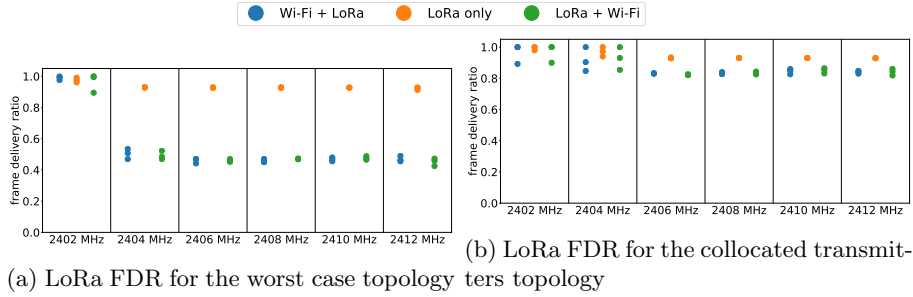 Wi-Fi + LoRa LoRa only LoRa + Wi-Fi
frame delivery ratio
1.0
0.8
0.6
0.4
0.2
0.0
2402 MHz 2404 MHz 2406 MHz 2408 MHz 2410 MHz 2412 MHz
(a) LoRa FDR for the worst case topology
frame delivery ratio
1.0
0.8
0.6
0.4
0.2
0.0
2402 MHz 2404 MHz 2406 MHz 2408 MHz 2410 MHz 2412 MHz
(b) LoRa FDR for the collocated transmit-
ters topology